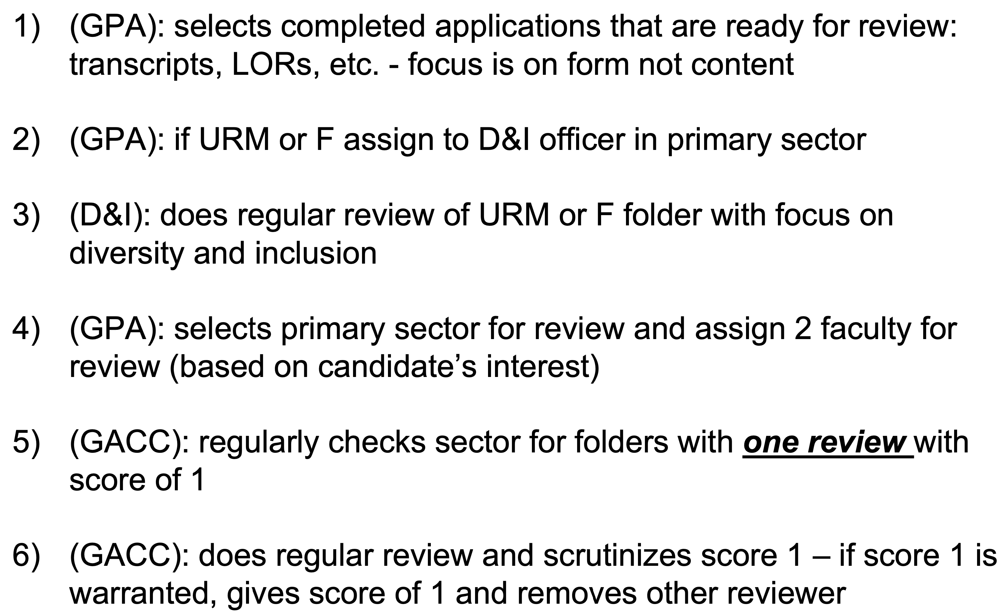 1) (GPA): selects completed applications that are ready for review:
transcripts, LORs, etc. - focus is on form not content
2) (GPA): if URM or F assign to D&I officer in primary sector
3) (D&I): does regular review of URM or F folder with focus on
diversity and inclusion
4) (GPA): selects primary sector for review and assign 2 faculty for
review (based on candidate’s interest)
5) (GACC): regularly checks sector for folders with one review with
score of 1
6) (GACC): does regular review and scrutinizes score 1 – if score 1 is
warranted, gives score of 1 and removes other reviewer